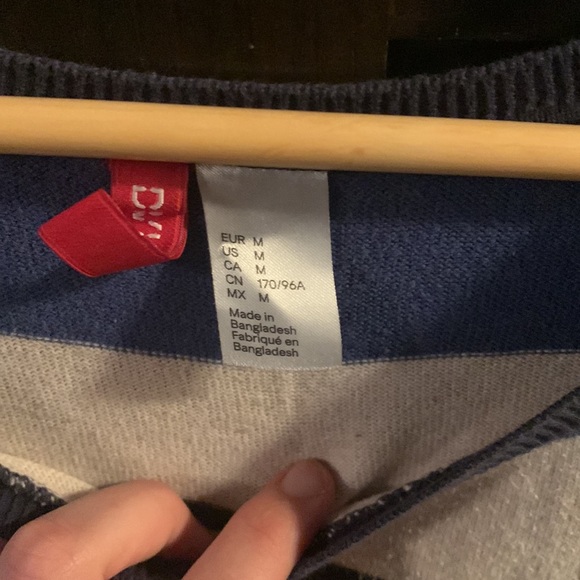 EUR M
US M
CA M
CN 170/96A
MX M
Made in
Bangladesh
Fabriqué en
Bangladesh